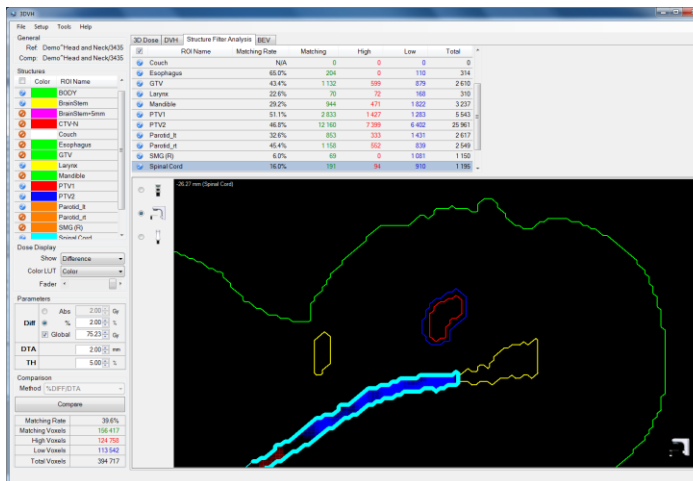 3DVH
File Setup Tools Help
General
Ref: Demo^Head and Neck/3435
Comp: Demo^Head and Neck/3435
Structures
Color ROI Name
BODY
BrainStem
BrainStem+5mm
CTV-N
Couch
Esophagus
GTV
Larynx
Mandible
PTV1
PTV2
Parotid_lt
Parotid_rt
SMG (R)
Spinal Cord
Dose Display
Show Difference
Color LUT Color
Fader
Parameters
Diff Abs 2.00 Gy
% 2.00 %
Global 75.23 Gy
DTA 2.00 mm
TH 5.00 %
Comparison
Method %DIFF/DTA
Compare
Matching Rate 39.6%
Matching Voxels 156 417
High Voxels 124 758
Low Voxels 113 542
Total Voxels 394 717
3D Dose DVH Structure Filter Analysis BEV
ROI Name Matching Rate Matching High Low Total
Couch N/A 0 0 0 0
Esophagus 65.0% 204 0 110 314
GTV 43.4% 1 132 599 879 2 610
Larynx 22.6% 70 72 168 310
Mandible 29.2% 944 471 1 822 3 237
PTV1 51.1% 2 833 1 427 1 283 5 543
PTV2 46.8% 12 160 7 399 6 402 25 961
Parotid_lt 32.6% 853 333 1 431 2 617
Parotid_rt 45.4% 1 158 552 839 2 549
SMG (R) 6.0% 69 0 1 081 1 150
Spinal Cord 16.0% 191 94 910 1 195
-26.27 mm (Spinal Cord)